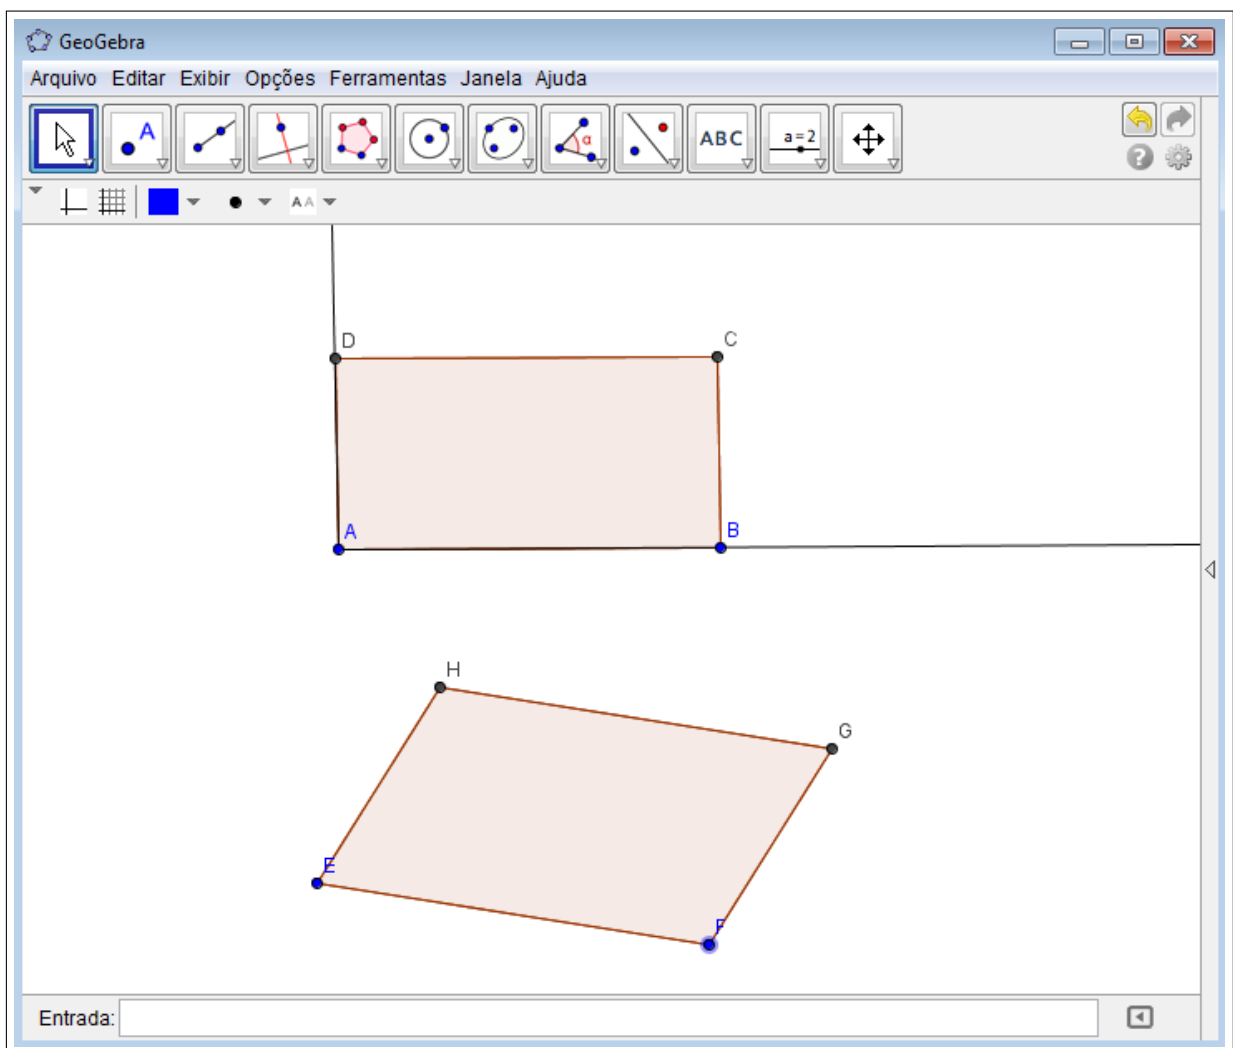 GeoGebra
Arquivo Editar Exibir Opções Ferramentas Janela Ajuda
A α ABC a=2
A A
D C
A B
H
G
E
F
Entrada: